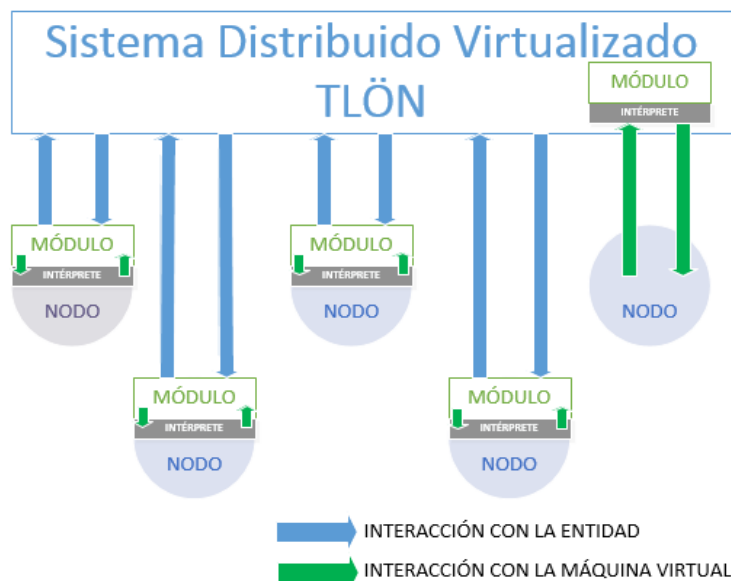 Sistema Distribuido Virtualizado
TLÖN
MÓDULO
INTÉRPRETE
MÓDULO
INTÉRPRETE
NODO
MÓDULO
INTÉRPRETE
NODO
NODO
MÓDULO
INTÉRPRETE
NODO
MÓDULO
INTÉRPRETE
NODO
INTERACCIÓN CON LA ENTIDAD
INTERACCIÓN CON LA MÁQUINA VIRTUAL